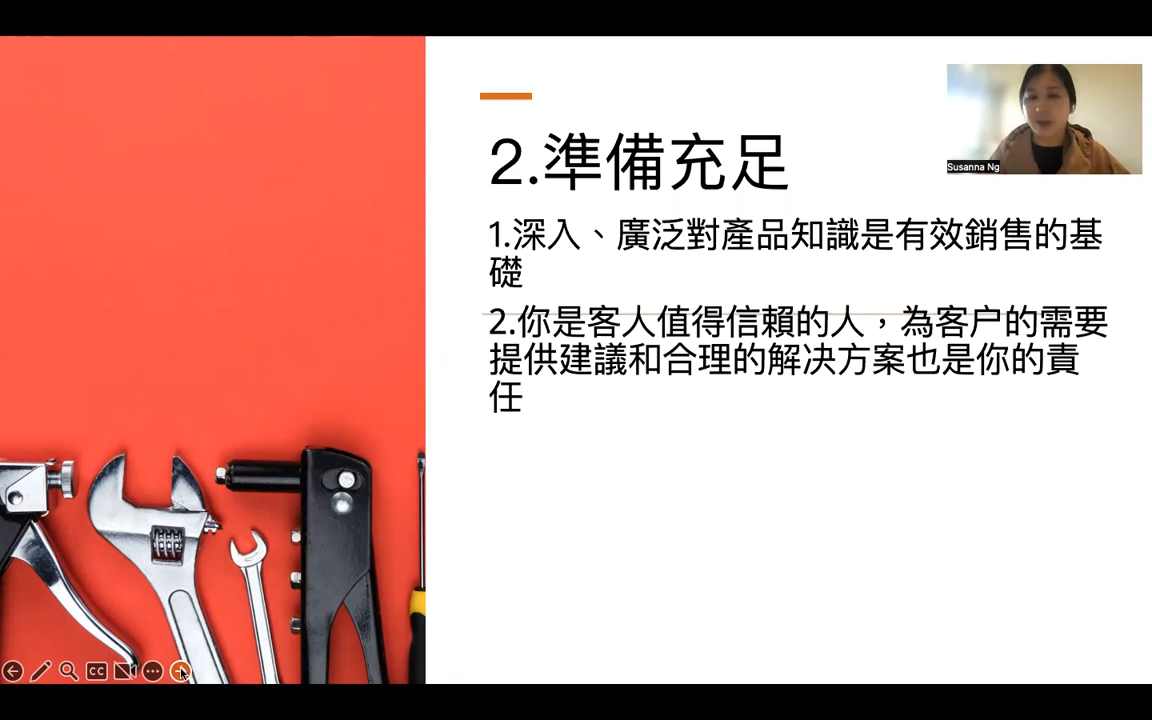 2.準備充足
1.深入、廣泛對產品知識是有效銷售的基
礎
2.你是客人值得信賴的人，為客户的需要
提供建議和合理的解决方案也是你的責
任
Susanna Ng
CC